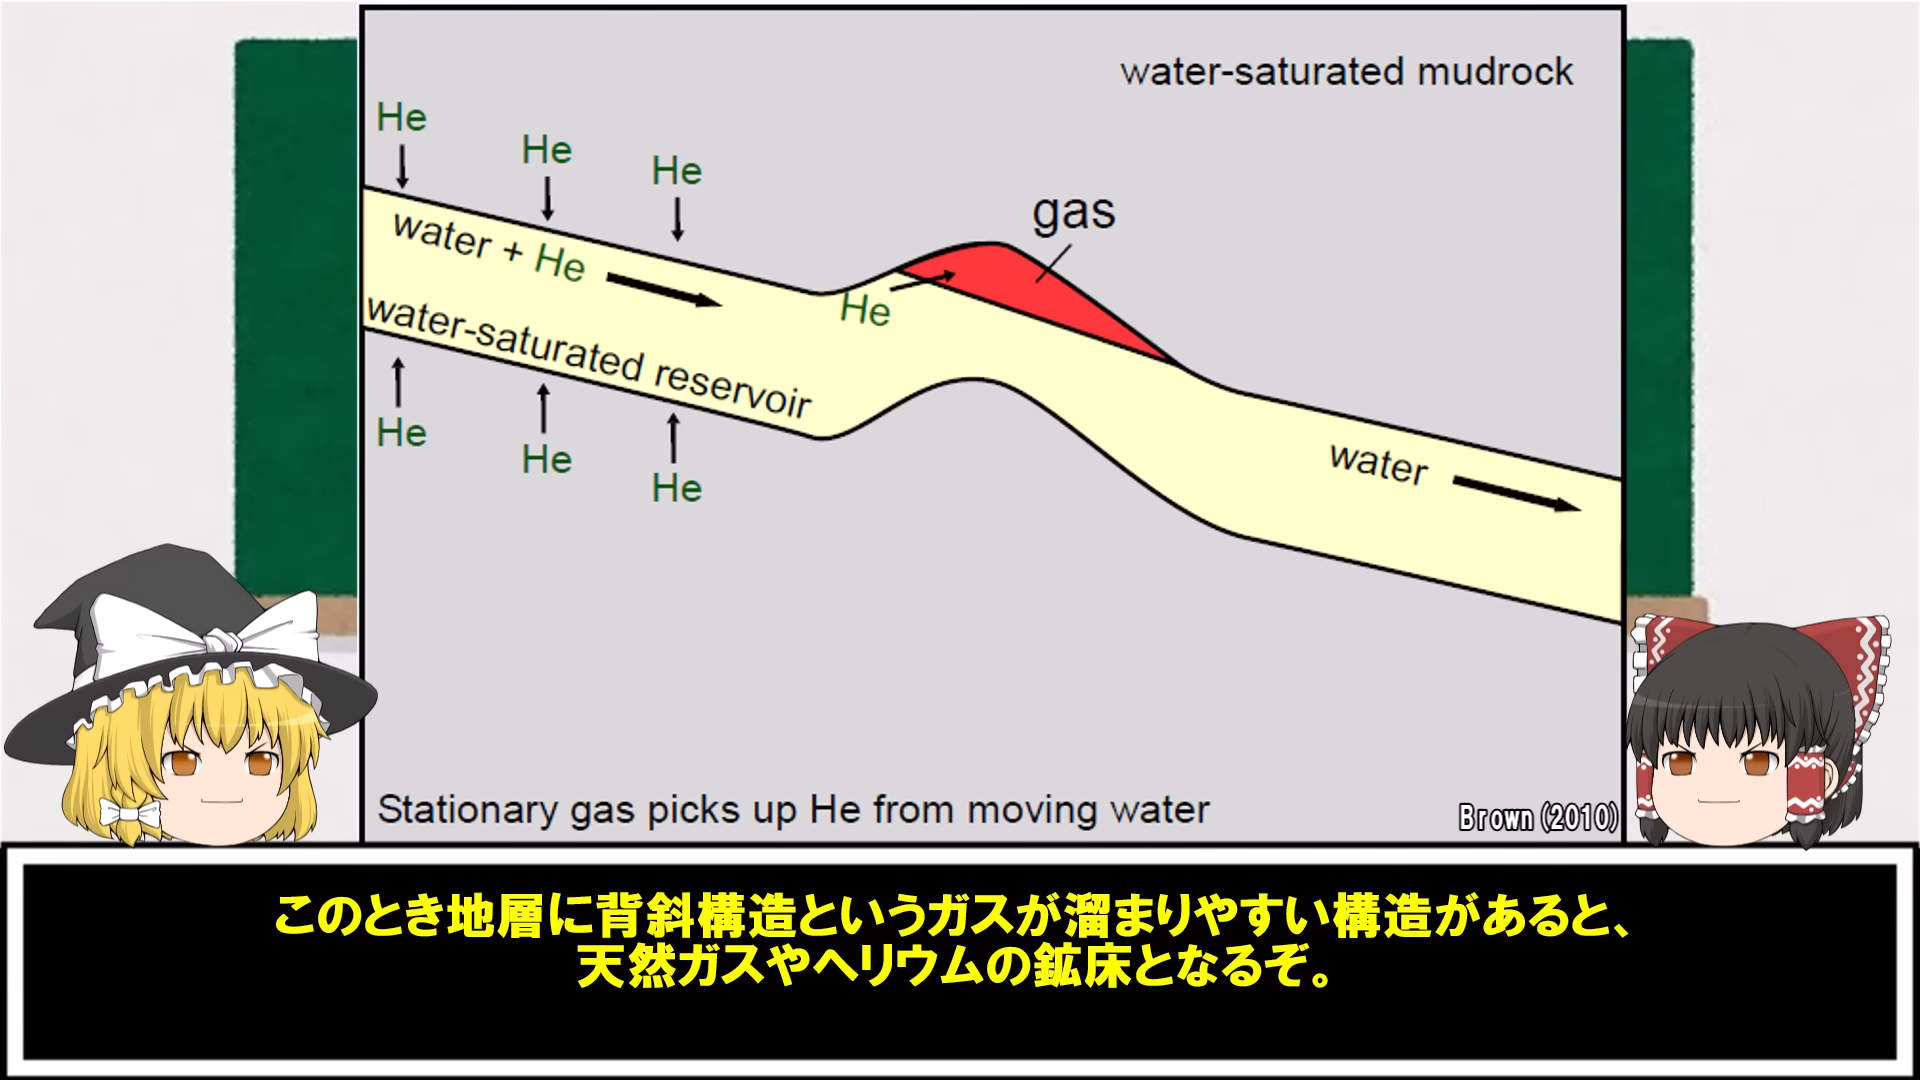 water-saturated mudrock
He
He
He
gas
water + He
He
water-saturated reservoir
He
He
He
water
Stationary gas picks up He from moving water
Brown(2010)
このとき地層に背斜構造というガスが溜まりやすい構造があると、
天然ガスやヘリウムの鉱床となるぞ。